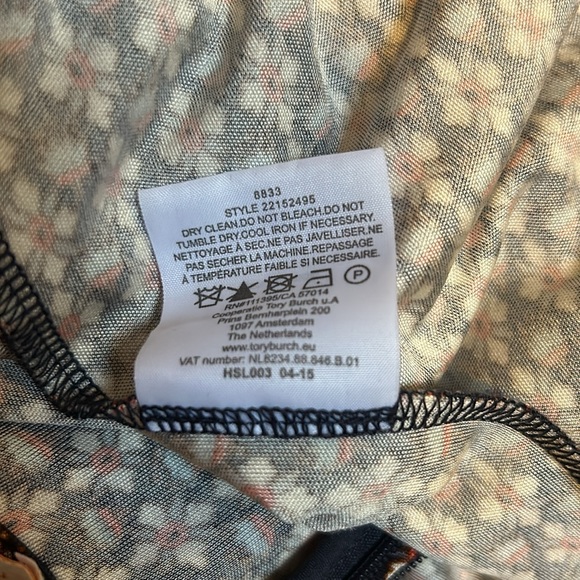 8833
STYLE 22152495
DRY CLEAN.DO NOT BLEACH.DO NOT
TUMBLE DRY.COOL IRON IF NECESSARY.
NETTOYAGE À SEC.NE PAS JAVELLISER.NE
PAS SECHER LA MACHINE.REPASSAGE
À TEMPÉRATURE FAIBLE SI NECESSAIRE.
P
RN#111395/CA 57014
Cooperatie Tory Burch u.A
Prins Bernharplein 200
1097 Amsterdam
The Netherlands
www.toryburch.com
VAT number: NL8234.88.846.B.01
HSL003 04-15